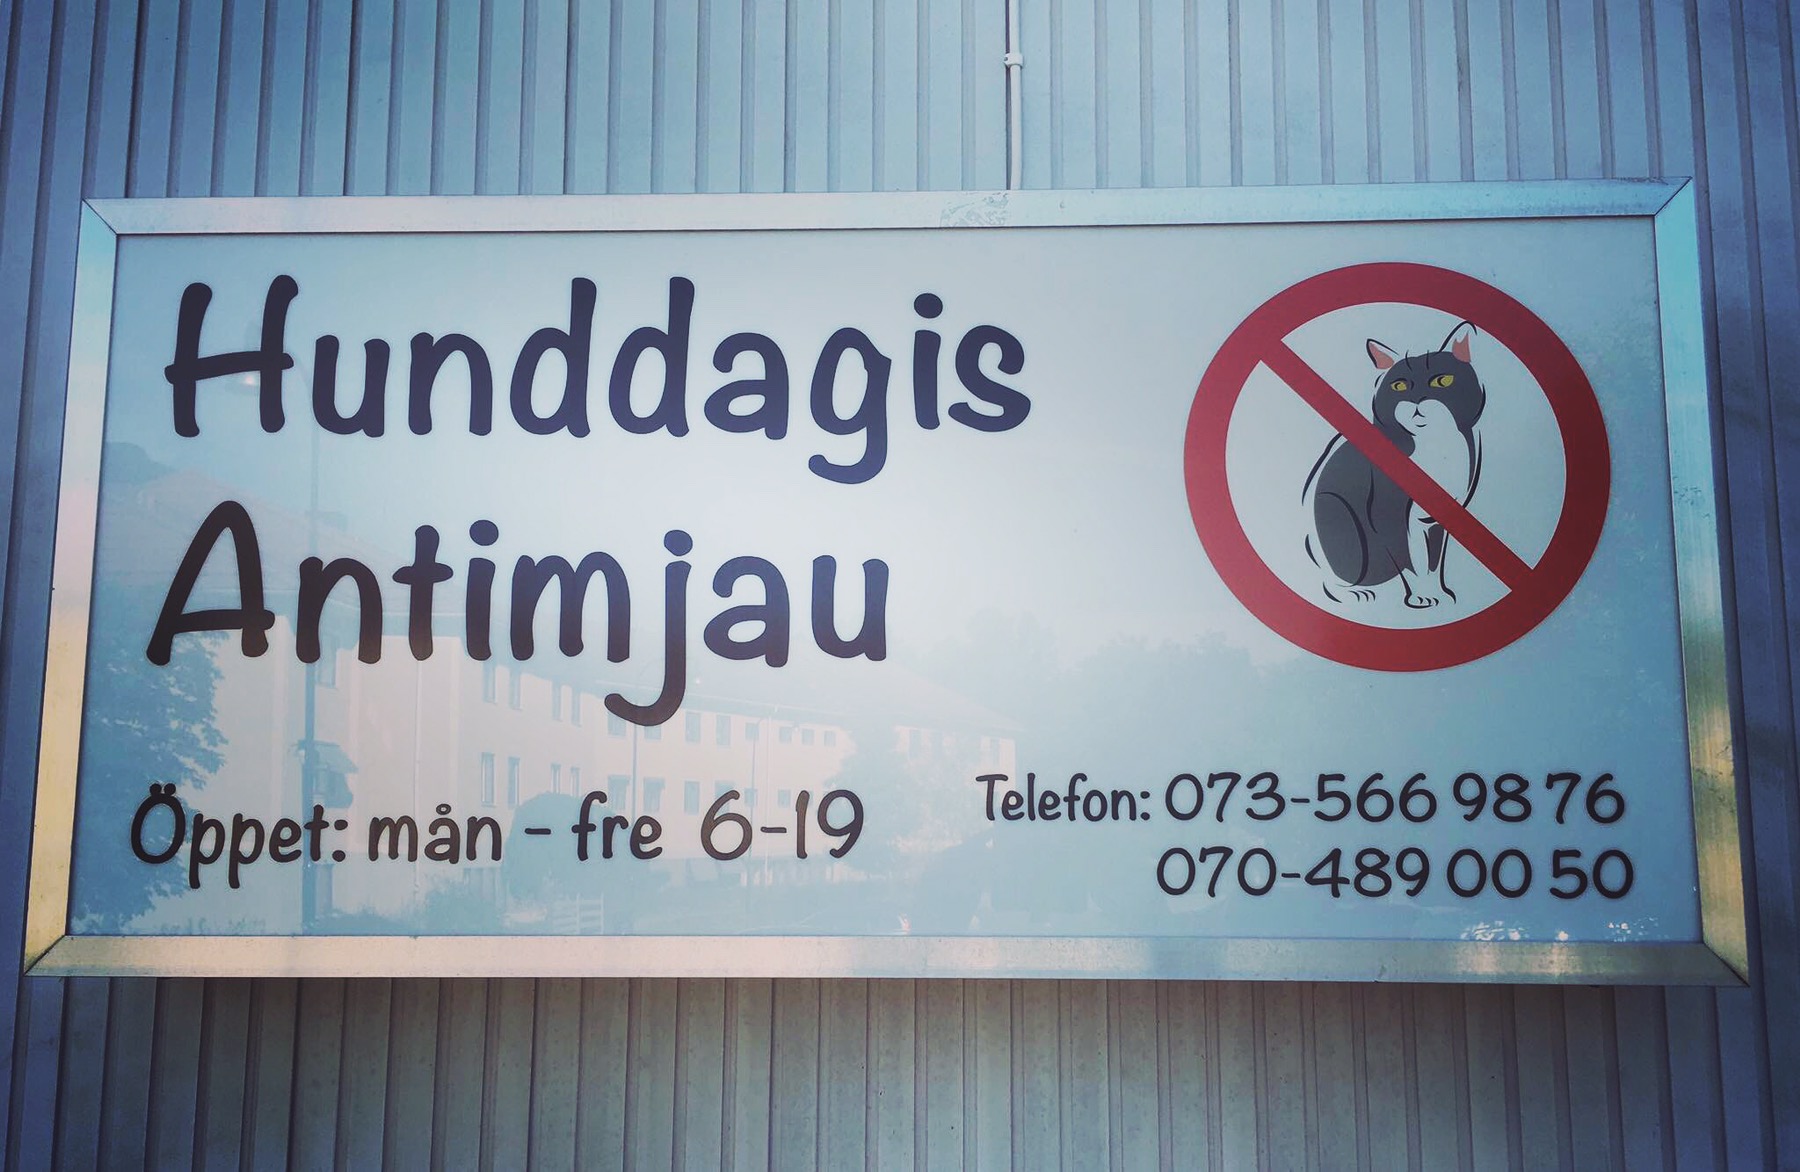 Hunddagis
Antimjau
Öppet: mån - fre 6-19
Telefon: 073-566 98 76
070-489 00 50